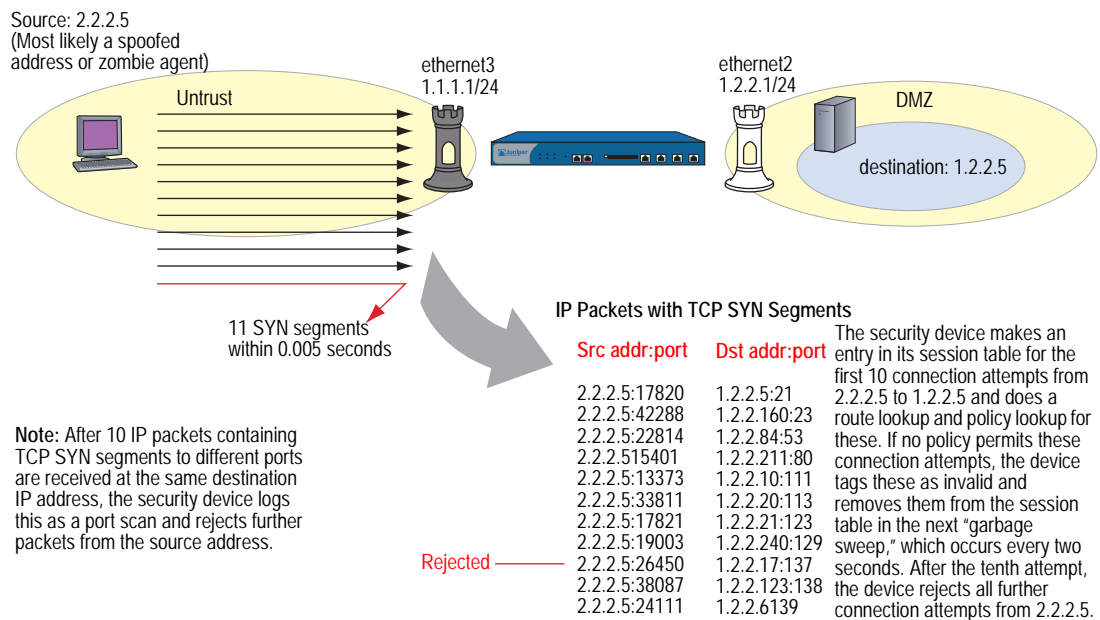 Source: 2.2.2.5
(Most likely a spoofed
address or zombie agent)
Untrust
ethernet3
1.1.1.1/24
ethernet2
1.2.2.1/24
DMZ
Juniper
destination: 1.2.2.5
11 SYN segments
within 0.005 seconds
Note: After 10 IP packets containing
TCP SYN segments to different ports
are received at the same destination
IP address, the security device logs
this as a port scan and rejects further
packets from the source address.
Rejected
IP Packets with TCP SYN Segments
Src addr:port Dst addr:port
2.2.2.5:17820 1.2.2.5:21
2.2.2.5:42288 1.2.2.160:23
2.2.2.5:22814 1.2.2.84:53
2.2.2.515401 1.2.2.211:80
2.2.2.5:13373 1.2.2.10:111
2.2.2.5:33811 1.2.2.20:113
2.2.2.5:17821 1.2.2.21:123
2.2.2.5:19003 1.2.2.240:129
2.2.2.5:26450 1.2.2.17:137
2.2.2.5:38087 1.2.2.123:138
2.2.2.5:24111 1.2.2.6139
The security device makes an
entry in its session table for the
first 10 connection attempts from
2.2.2.5 to 1.2.2.5 and does a
route lookup and policy lookup for
these. If no policy permits these
connection attempts, the device
tags these as invalid and
removes them from the session
table in the next “garbage
sweep,” which occurs every two
seconds. After the tenth attempt,
the device rejects all further
connection attempts from 2.2.2.5.